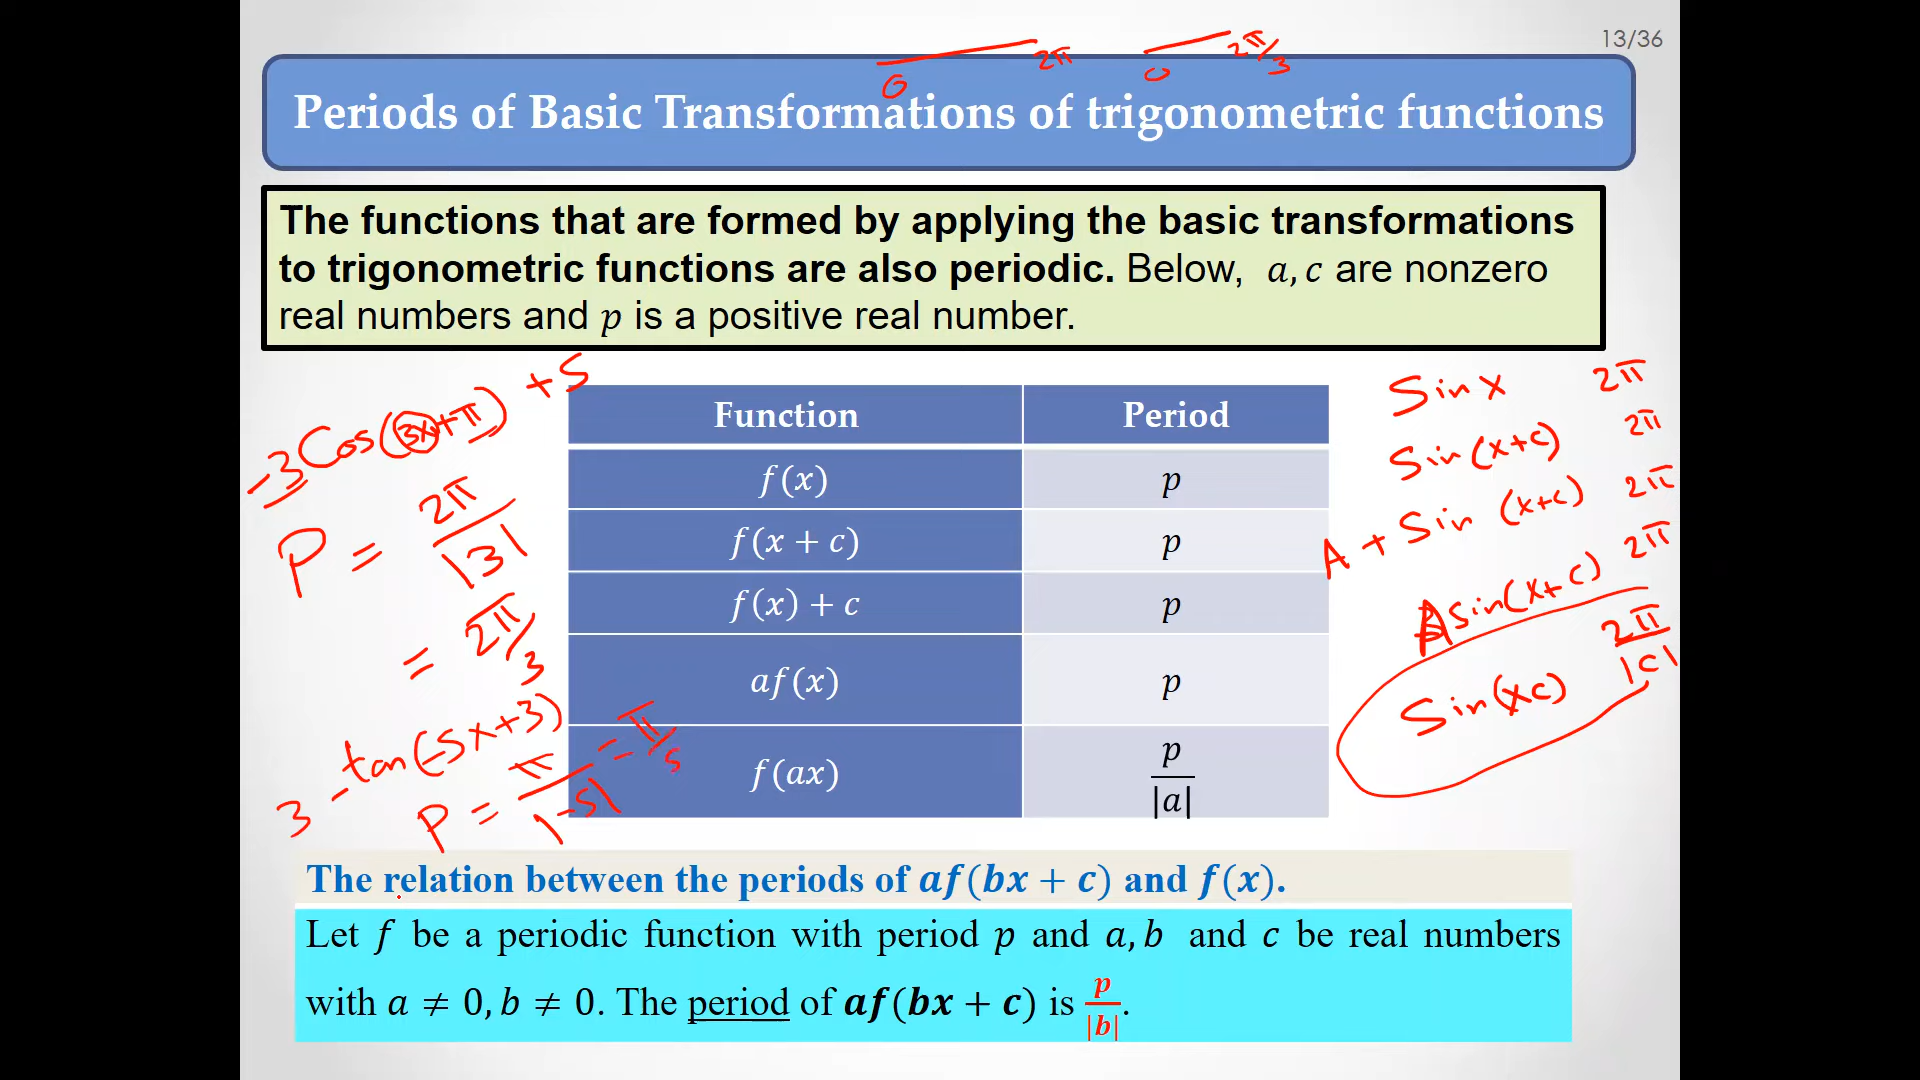 13/36
0 2π 0 2π/3
Periods of Basic Transformations of trigonometric functions
The functions that are formed by applying the basic transformations
to trigonometric functions are also periodic. Below, a, c are nonzero
real numbers and p is a positive real number.
-3Cos(3x+π) +5
P = 2π/|3|
= 2π/3
3 - tan(-5x+3)
P = π/|-5| = π/5
Function Period
f(x) p
f(x + c) p
f(x) + c p
af(x) p
f(ax) p/|a|
Sin x 2π
Sin(x+c) 2π
A + Sin (x+c) 2π
A sin(x+c) 2π
Sin(xc) 2π/|c|
The relation between the periods of af(bx + c) and f(x).
Let f be a periodic function with period p and a, b and c be real numbers
with a ≠ 0, b ≠ 0. The period of af(bx + c) is p/|b|.